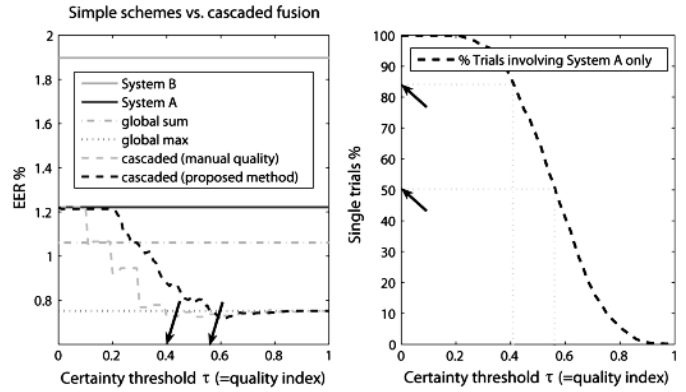 Simple schemes vs. cascaded fusion
2
1.8
1.6
1.4
1.2
1
0.8
EER %
System B
System A
global sum
global max
cascaded (manual quality)
cascaded (proposed method)
0 0.2 0.4 0.6 0.8 1
Certainty threshold τ (=quality index)
100
90
80
70
60
50
40
30
20
10
0
Single trials %
% Trials involving System A only
0 0.2 0.4 0.6 0.8 1
Certainty threshold τ (=quality index)